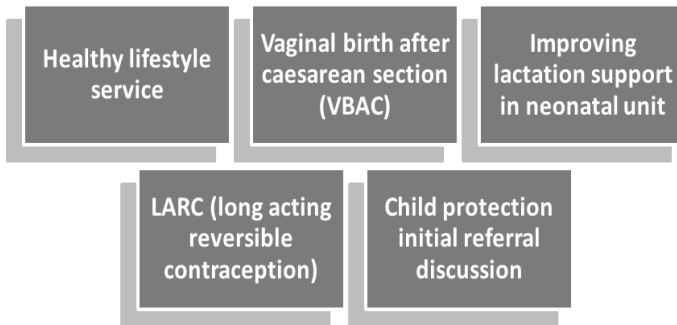 Healthy lifestyle
service
Vaginal birth after
caesarean section
(VBAC)
Improving
lactation support
in neonatal unit
LARC (long acting
reversible
contraception)
Child protection
initial referral
discussion